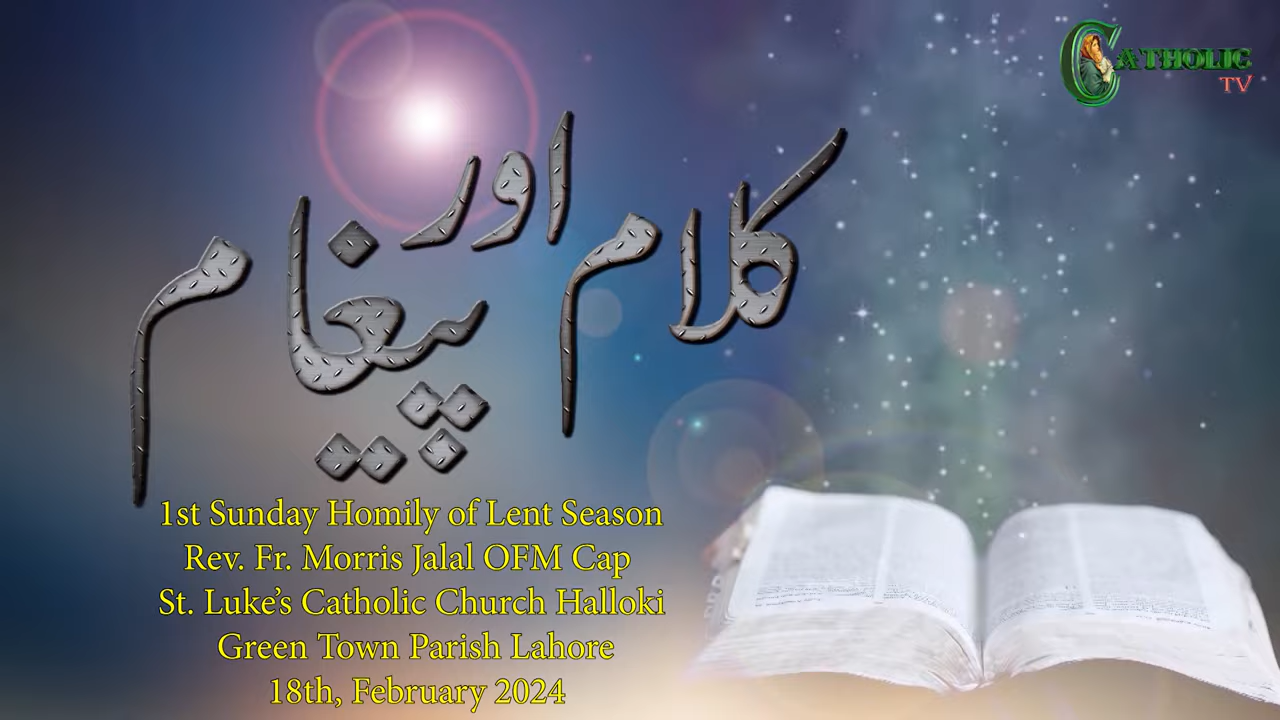 CATHOLIC
TV
کلام اور پیغام
1st Sunday Homily of Lent Season
Rev. Fr. Morris Jalal OFM Cap
St. Luke's Catholic Church Halloki
Green Town Parish Lahore
18th, February 2024